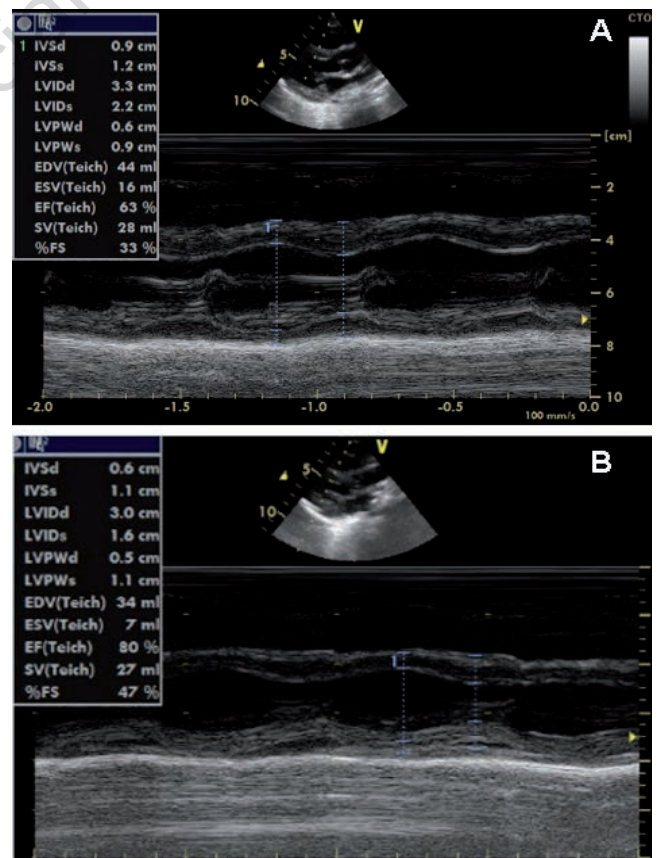 A
CTO
V
1 IVSd 0.9 cm
IVSs 1.2 cm
LVIDd 3.3 cm
LVIDs 2.2 cm
LVPWd 0.6 cm
LVPWs 0.9 cm
EDV(Teich) 44 ml
ESV(Teich) 16 ml
EF(Teich) 63 %
SV(Teich) 28 ml
%FS 33 %
5
10
[cm]
2
4
6
8
10
1
-2.0 -1.5 -1.0 -0.5 0.0
100 mm/s
B
V
IVSd 0.6 cm
IVSs 1.1 cm
LVIDd 3.0 cm
LVIDs 1.6 cm
LVPWd 0.5 cm
LVPWs 1.1 cm
EDV(Teich) 34 ml
ESV(Teich) 7 ml
EF(Teich) 80 %
SV(Teich) 27 ml
%FS 47 %
5
10
1